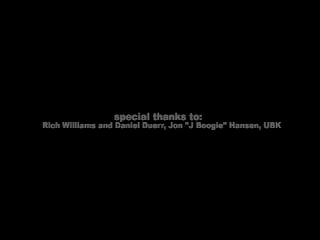 special thanks to:
Rich Williams and Daniel Duerr, Jon "J Boogie" Hansen, UBK